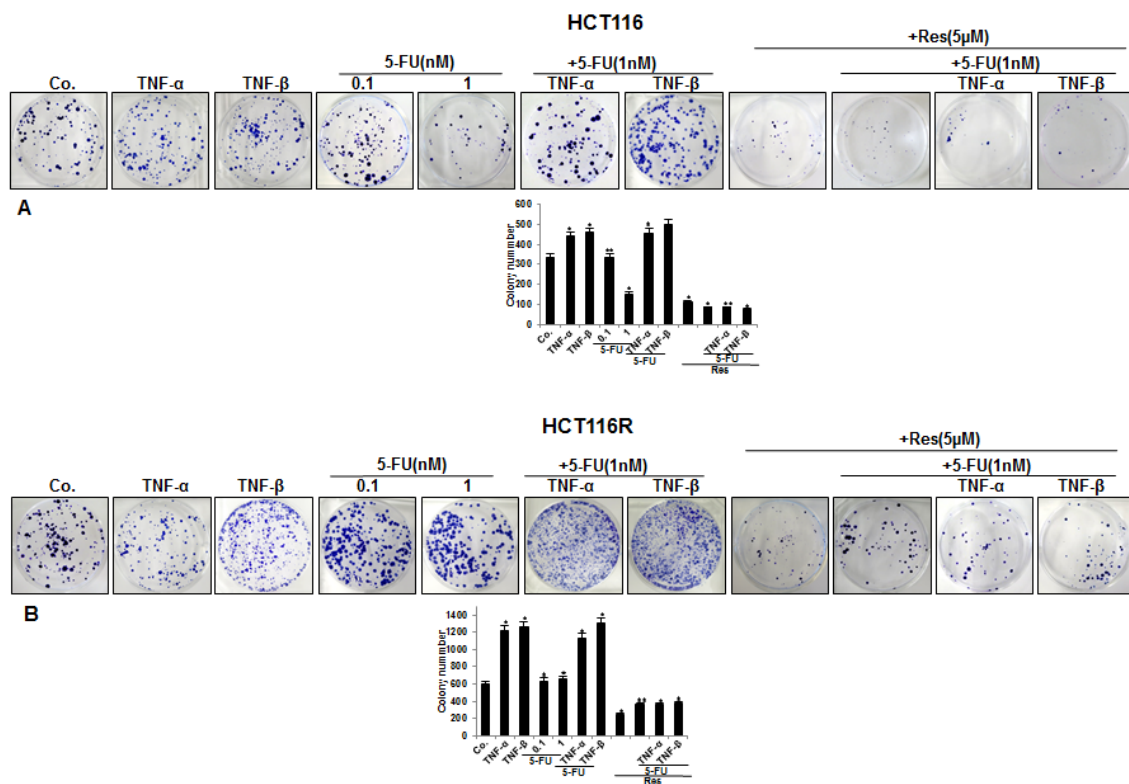 HCT116
+Res(5µM)
5-FU(nM) +5-FU(1nM) +5-FU(1nM)
Co. TNF-α TNF-β 0.1 1 TNF-α TNF-β TNF-α TNF-β
A
600
500
400
300
200
100
0
Colony nummber
* * ** * * * * ** *
Co. TNF-α TNF-β 0.1 1 TNF-α TNF-β TNF-α TNF-β
5-FU 5-FU 5-FU
Res
HCT116R
+Res(5µM)
5-FU(nM) +5-FU(1nM) +5-FU(1nM)
Co. TNF-α TNF-β 0.1 1 TNF-α TNF-β TNF-α TNF-β
B
1400
1200
1000
800
600
400
200
0
Colony nummber
* * * * * * * ** * *
Co. TNF-α TNF-β 0.1 1 TNF-α TNF-β TNF-α TNF-β
5-FU 5-FU 5-FU
Res